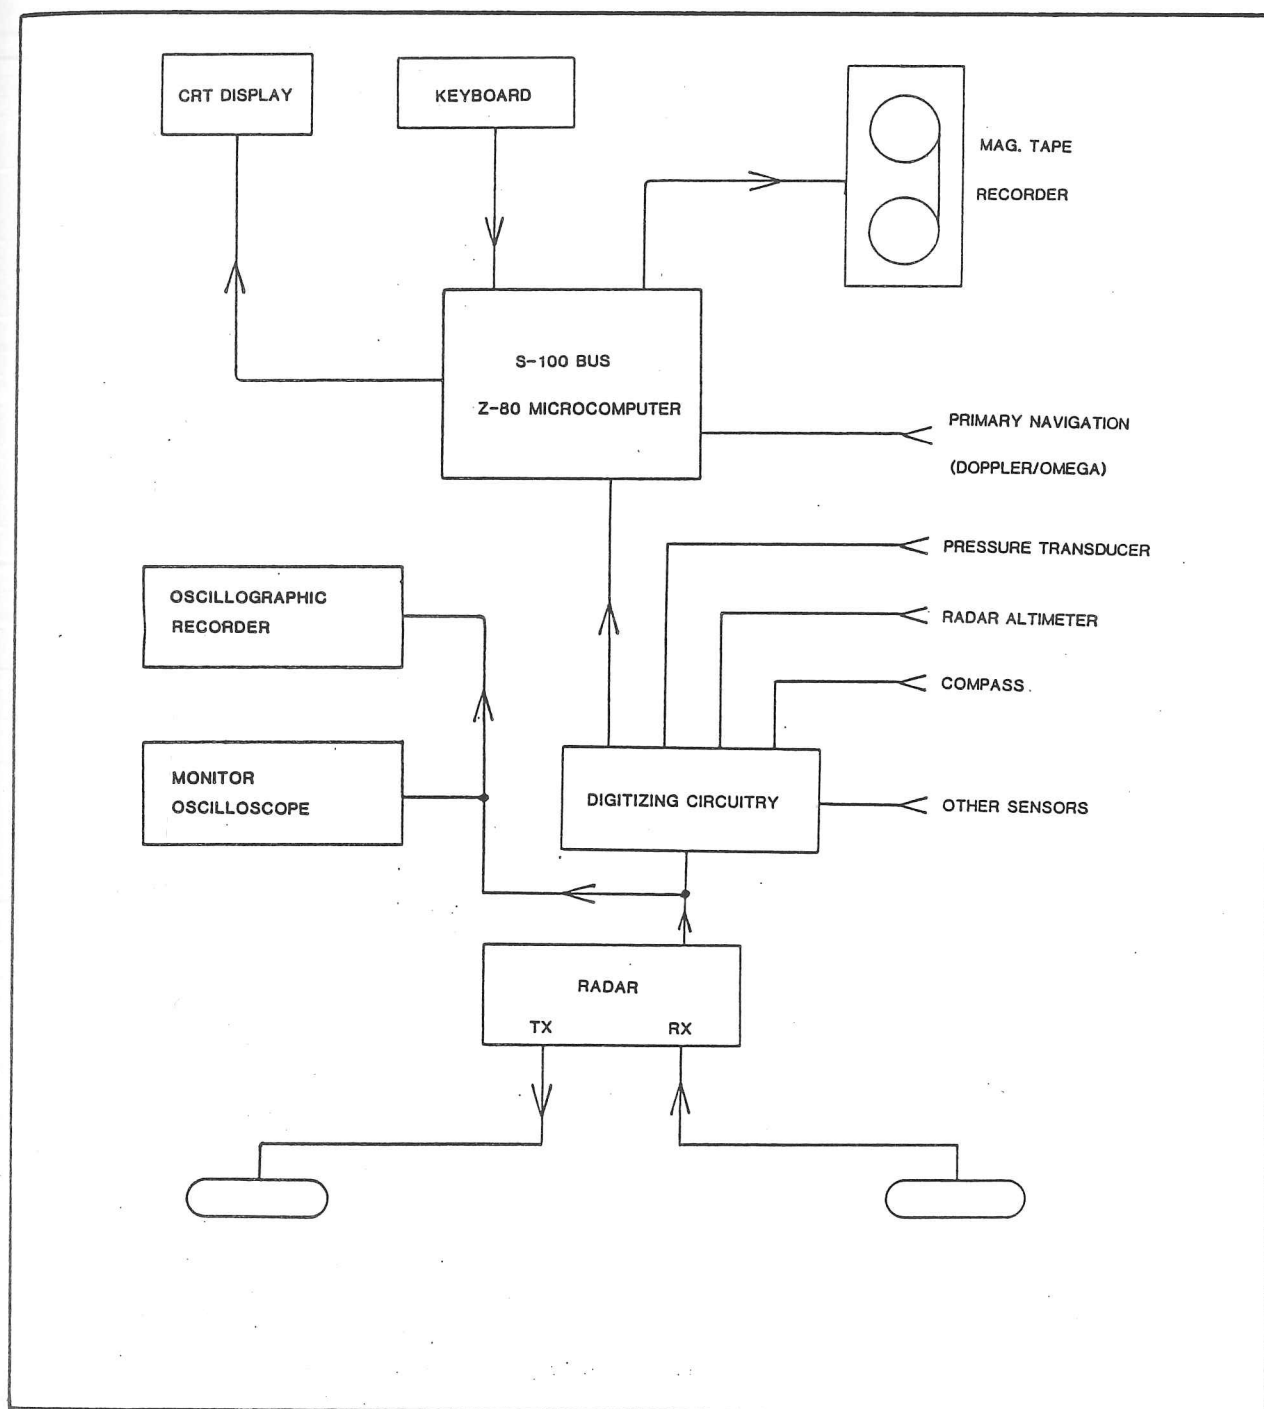 CRT DISPLAY
KEYBOARD
MAG. TAPE
RECORDER
S-100 BUS
Z-80 MICROCOMPUTER
PRIMARY NAVIGATION
(DOPPLER/OMEGA)
PRESSURE TRANSDUCER
OSCILLOGRAPHIC
RECORDER
RADAR ALTIMETER
COMPASS
MONITOR
OSCILLOSCOPE
DIGITIZING CIRCUITRY
OTHER SENSORS
RADAR
TX
RX